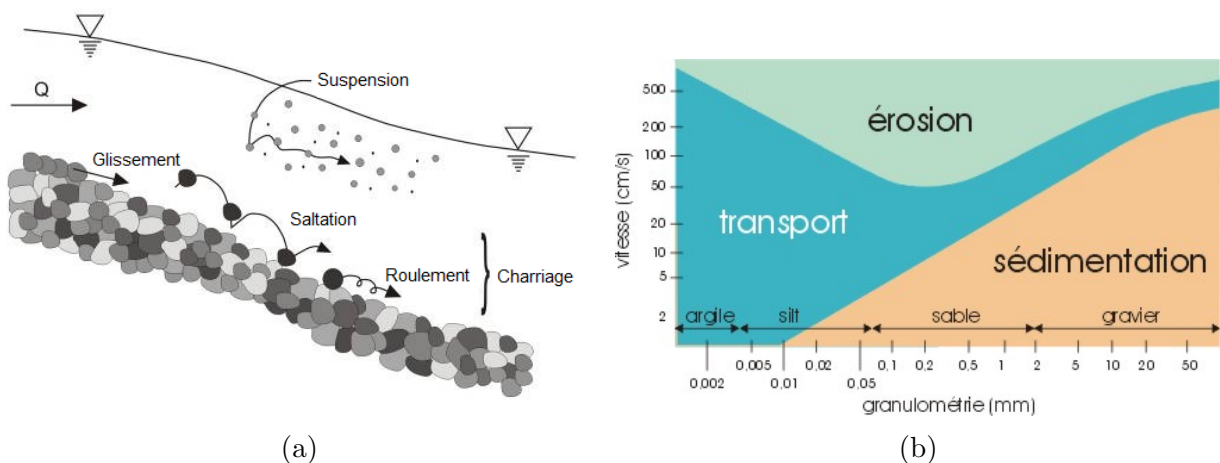 Suspension
Q
Glissement
Saltation
Roulement
Charriage
(a)
vitesse (cm/s)
500
200
100
50
20
10
5
2
érosion
transport
sédimentation
argile silt sable gravier
0,002 0,005 0,01 0,02 0,05 0,1 0,2 0,5 1 2 5 10 20 50
granulométrie (mm)
(b)